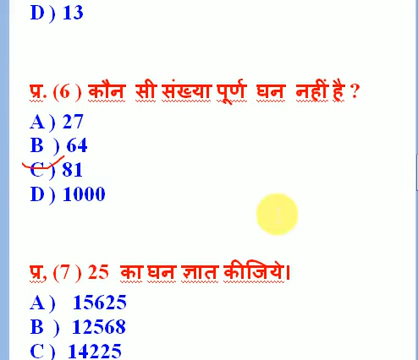 D ) 13
प्र. (6 ) कौन सी संख्या पूर्ण घन नहीं है ?
A ) 27
B ) 64
C ) 81
D ) 1000
प्र, (7 ) 25 का घन ज्ञात कीजिये।
A ) 15625
B ) 12568
C ) 14225